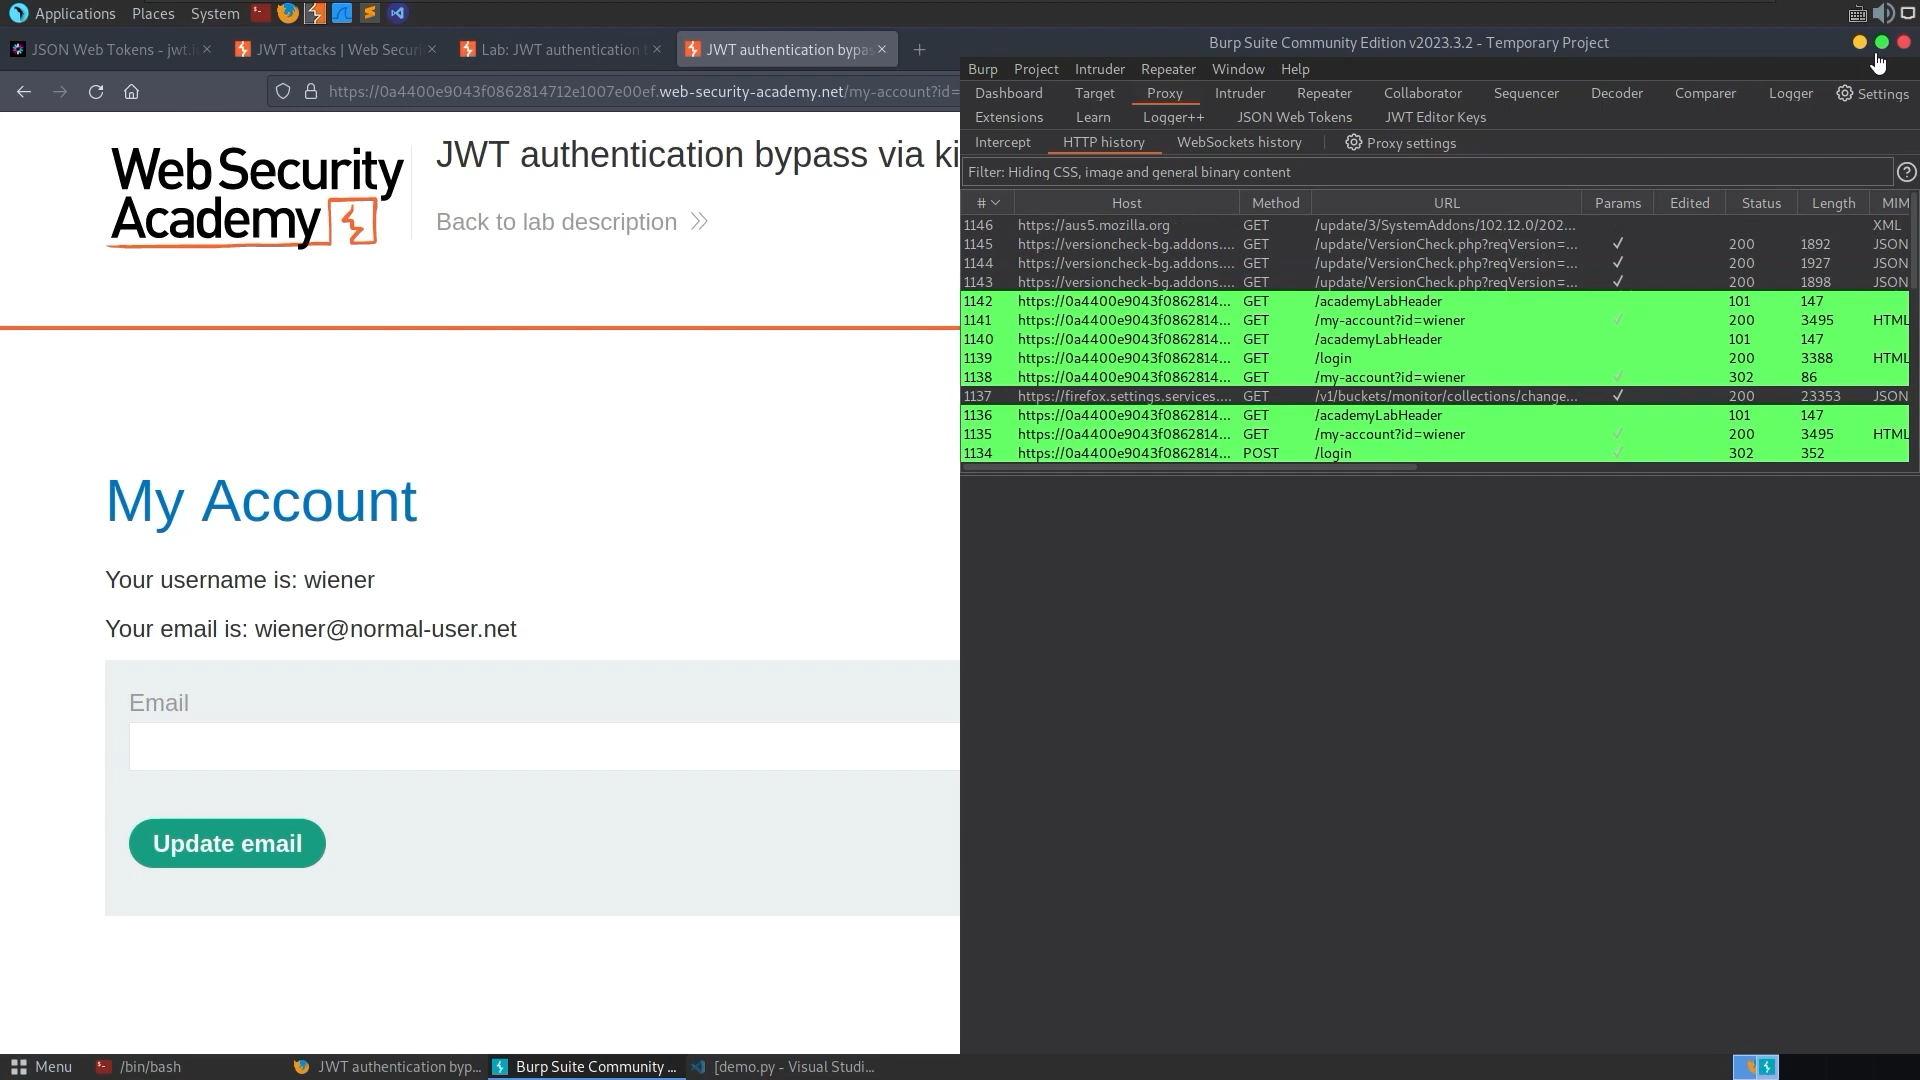 Applications Places System
JSON Web Tokens - jwt.i
JWT attacks | Web Secur
Lab: JWT authentication
JWT authentication bypas
https://0a4400e9043f0862814712e1007e00ef.web-security-academy.net/my-account?id=
Web Security
Academy
JWT authentication bypass via ki
Back to lab description
My Account
Your username is: wiener
Your email is: wiener@normal-user.net
Email
Update email
Burp Suite Community Edition v2023.3.2 - Temporary Project
Burp Project Intruder Repeater Window Help
Dashboard Target Proxy Intruder Repeater Collaborator Sequencer Decoder Comparer Logger Settings
Extensions Learn Logger++ JSON Web Tokens JWT Editor Keys
Intercept HTTP history WebSockets history Proxy settings
Filter: Hiding CSS, image and general binary content ?
# Host Method URL Params Edited Status Length MIM
1146 https://aus5.mozilla.org GET /update/3/SystemAddons/102.12.0/202... XML
1145 https://versioncheck-bg.addons.... GET /update/VersionCheck.php?reqVersion=... ✓ 200 1892 JSON
1144 https://versioncheck-bg.addons.... GET /update/VersionCheck.php?reqVersion=... ✓ 200 1927 JSON
1143 https://versioncheck-bg.addons.... GET /update/VersionCheck.php?reqVersion=... ✓ 200 1898 JSON
1142 https://0a4400e9043f0862814... GET /academyLabHeader 101 147
1141 https://0a4400e9043f0862814... GET /my-account?id=wiener ✓ 200 3495 HTML
1140 https://0a4400e9043f0862814... GET /academyLabHeader 101 147
1139 https://0a4400e9043f0862814... GET /login 200 3388 HTML
1138 https://0a4400e9043f0862814... GET /my-account?id=wiener ✓ 302 86
1137 https://firefox.settings.services.... GET /v1/buckets/monitor/collections/change... ✓ 200 23353 JSON
1136 https://0a4400e9043f0862814... GET /academyLabHeader 101 147
1135 https://0a4400e9043f0862814... GET /my-account?id=wiener ✓ 200 3495 HTML
1134 https://0a4400e9043f0862814... POST /login ✓ 302 352
Menu /bin/bash JWT authentication byp... Burp Suite Community ... [demo.py - Visual Studi...